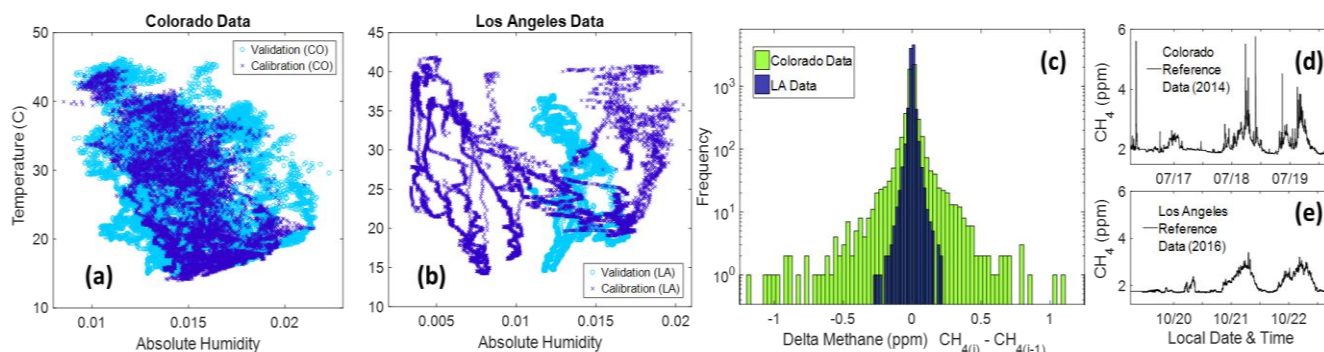 Colorado Data
Temperature (C)
50
40
30
20
10
Validation (CO)
Calibration (CO)
(a)
0.01
0.015
0.02
Absolute Humidity
Los Angeles Data
45
40
35
30
25
20
15
10
(b)
Validation (LA)
Calibration (LA)
0.005
0.01
0.015
0.02
Absolute Humidity
Frequency
10³
10²
10¹
10⁰
Colorado Data
LA Data
(c)
-1
-0.5
0
0.5
1
Delta Methane (ppm) CH4(i) - CH4(i-1)
CH4 (ppm)
6
4
2
Colorado
Reference
Data (2014)
(d)
07/17
07/18
07/19
CH4 (ppm)
6
4
2
Los Angeles
Reference
Data (2016)
(e)
10/20
10/21
10/22
Local Date & Time